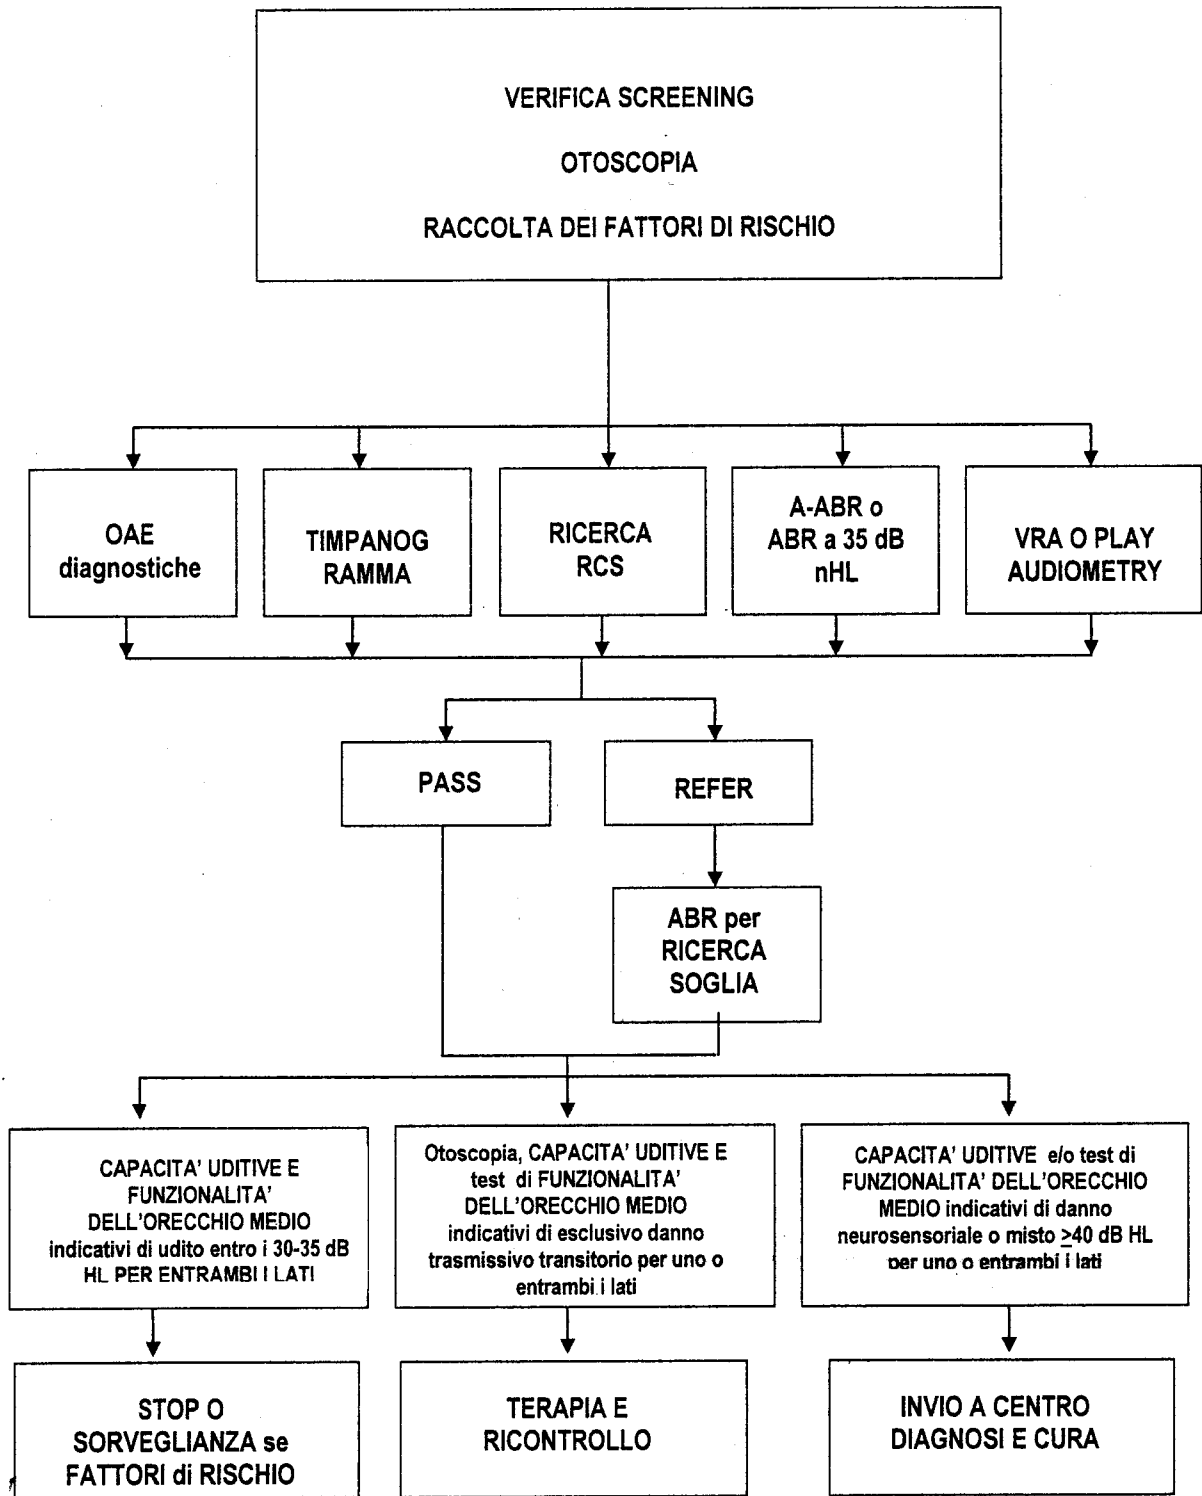 VERIFICA SCREENING
OTOSCOPIA
RACCOLTA DEI FATTORI DI RISCHIO
OAE
diagnostiche
TIMPANOG
RAMMA
RICERCA
RCS
A-ABR o
ABR a 35 dB
nHL
VRA O PLAY
AUDIOMETRY
PASS
REFER
ABR per
RICERCA
SOGLIA
CAPACITA' UDITIVE E
FUNZIONALITA'
DELL'ORECCHIO MEDIO
indicativi di udito entro i 30-35 dB
HL PER ENTRAMBI I LATI
Otoscopia, CAPACITA' UDITIVE E
test di FUNZIONALITA'
DELL'ORECCHIO MEDIO
indicativi di esclusivo danno
trasmissivo transitorio per uno o
entrambi i lati
CAPACITA' UDITIVE e/o test di
FUNZIONALITA' DELL'ORECCHIO
MEDIO indicativi di danno
neurosensoriale o misto ≥40 dB HL
per uno o entrambi i lati
STOP O
SORVEGLIANZA se
FATTORI di RISCHIO
TERAPIA E
RICONTROLLO
INVIO A CENTRO
DIAGNOSI E CURA